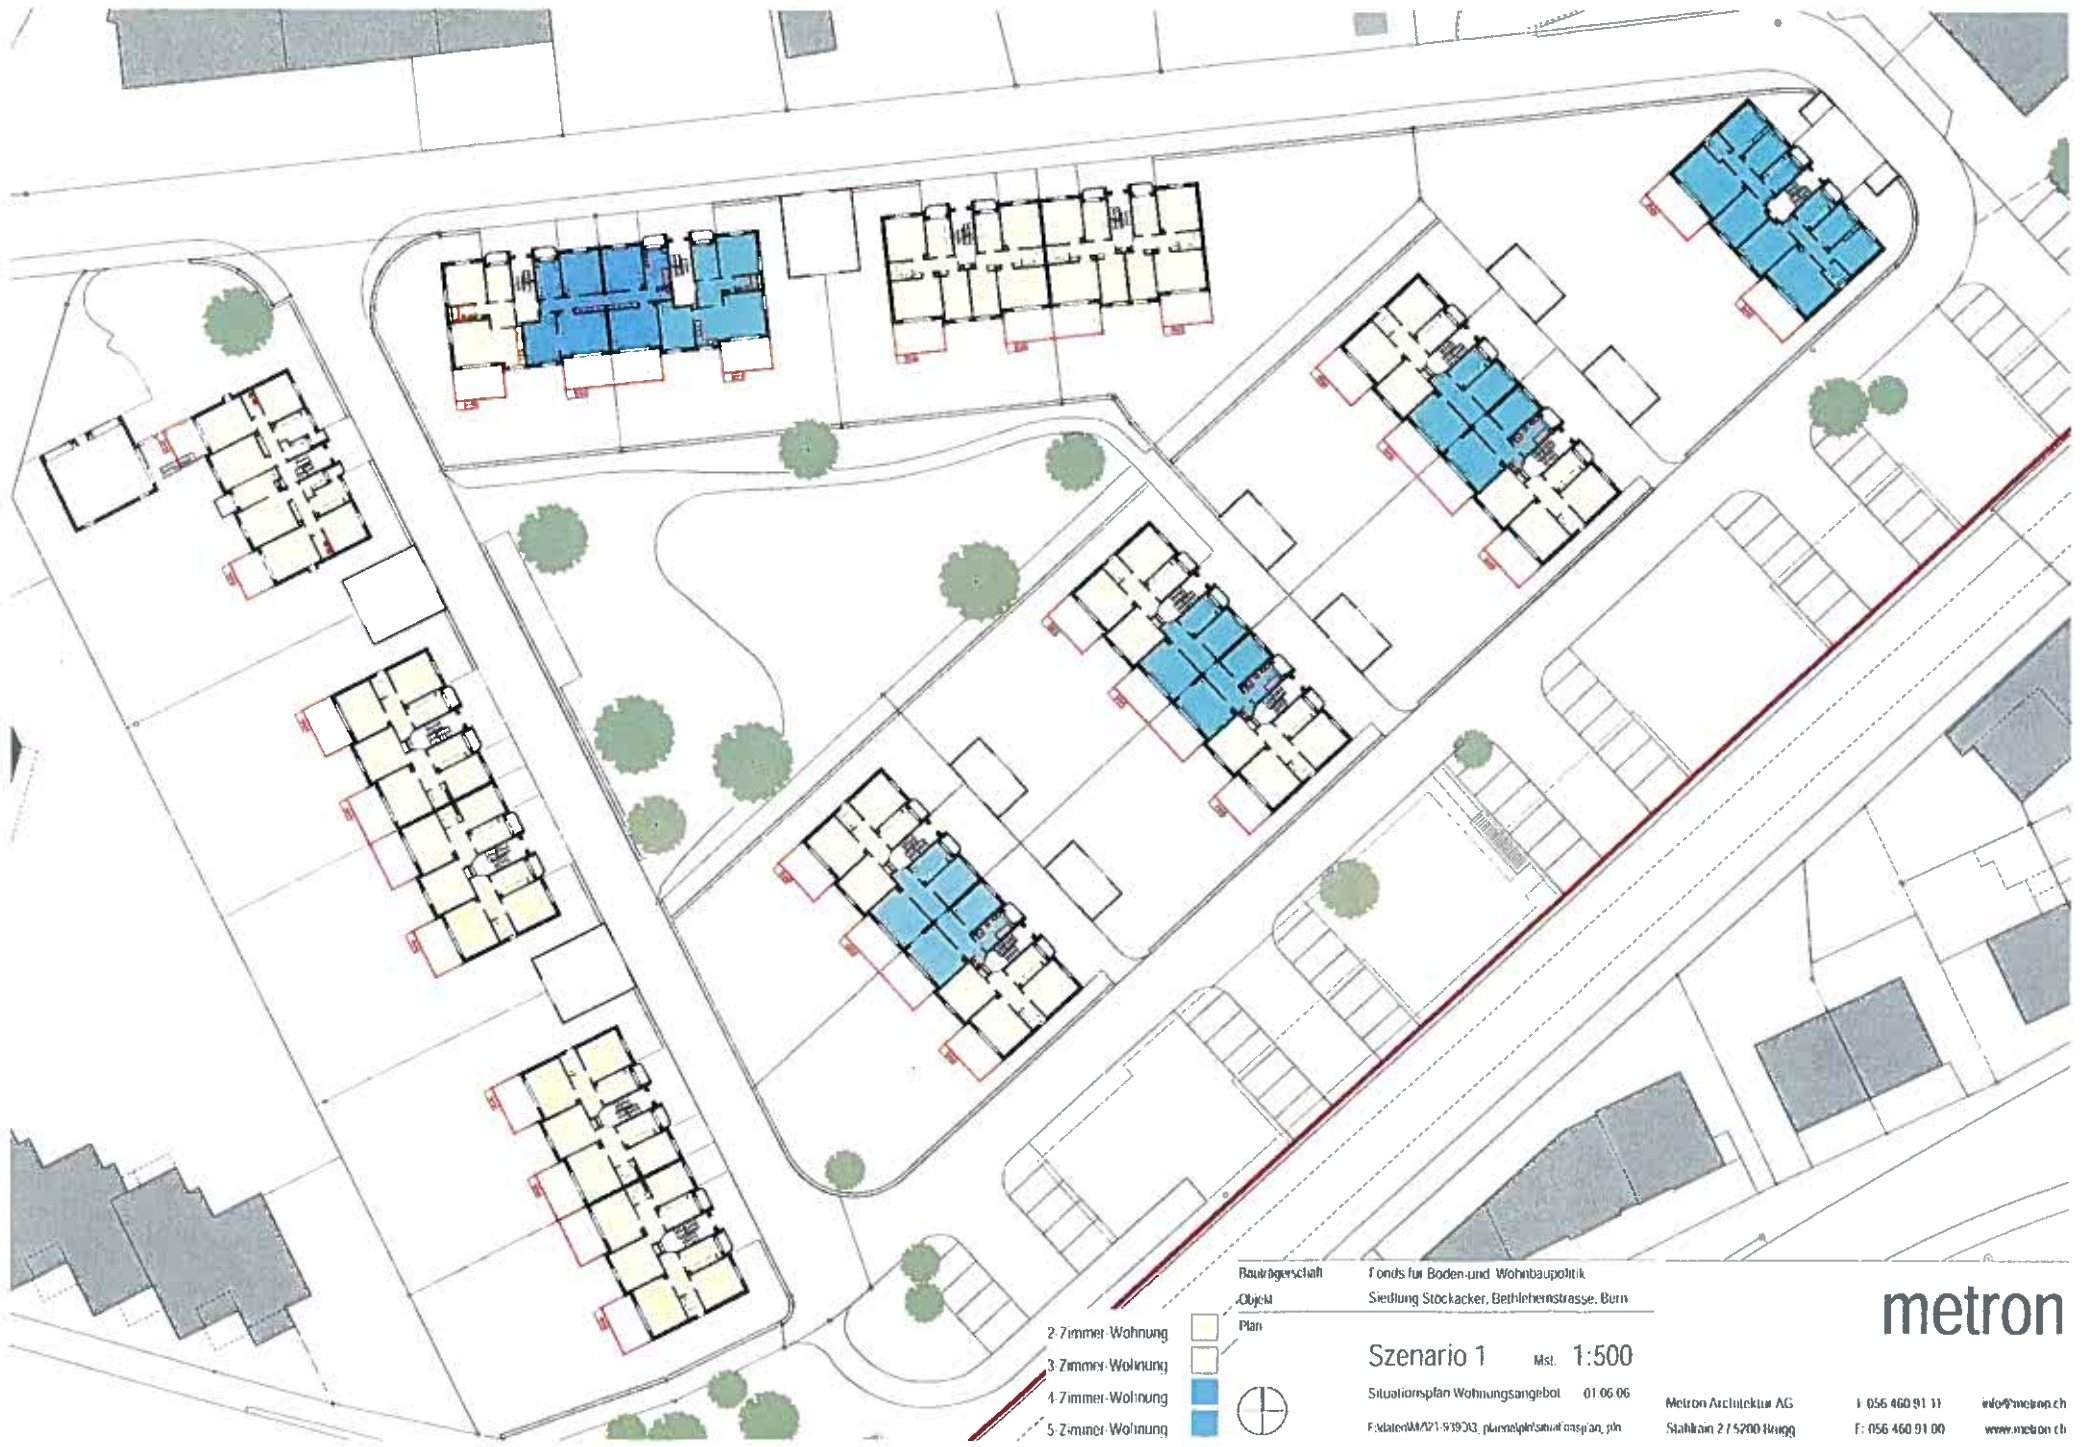 2-Zimmer-Wohnung
3-Zimmer-Wohnung
4-Zimmer-Wohnung
5-Zimmer-Wohnung
Bauträgerschaft Fonds für Boden-und Wohnbaupolitik
Objekt Siedlung Stöckacker, Bethlehemstrasse, Bern
Plan
Szenario 1 Mst. 1:500
Situationsplan Wohnungsangebot 01.06.06
metron
Metron Architektur AG T 056 460 91 11 info@metron.ch
Stahlrain 2 / 5200 Brugg F: 056 460 91 00 www.metron.ch